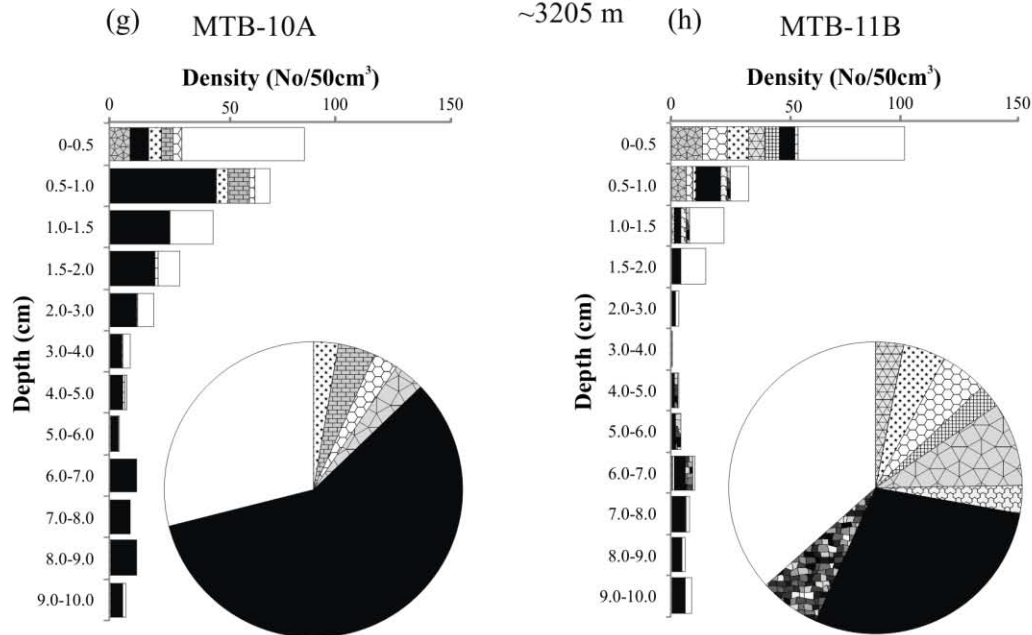 (g) MTB-10A
~3205 m
(h) MTB-11B
Density (No/50cm³)
0 50 100 150
Depth (cm)
0-0.5
0.5-1.0
1.0-1.5
1.5-2.0
2.0-3.0
3.0-4.0
4.0-5.0
5.0-6.0
6.0-7.0
7.0-8.0
8.0-9.0
9.0-10.0
Density (No/50cm³)
0 50 100 150
Depth (cm)
0-0.5
0.5-1.0
1.0-1.5
1.5-2.0
2.0-3.0
3.0-4.0
4.0-5.0
5.0-6.0
6.0-7.0
7.0-8.0
8.0-9.0
9.0-10.0